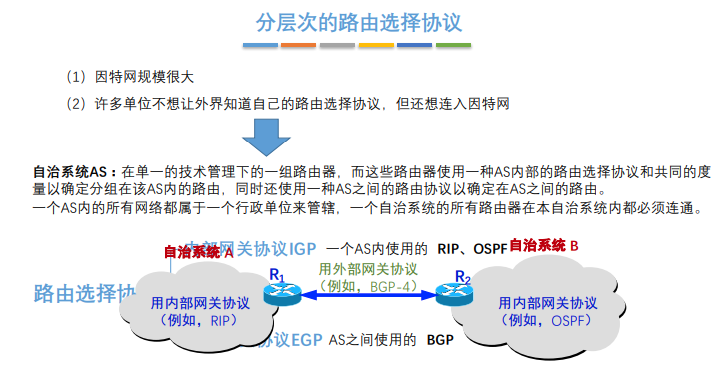 分层次的路由选择协议
（1）因特网规模很大
（2）许多单位不想让外界知道自己的路由选择协议，但还想连入因特网
自治系统AS：在单一的技术管理下的一组路由器，而这些路由器使用一种AS内部的路由选择协议和共同的度
量以确定分组在该AS内的路由，同时还使用一种AS之间的路由协议以确定在AS之间的路由。
一个AS内的所有网络都属于一个行政单位来管辖，一个自治系统的所有路由器在本自治系统内都必须连通。
内部网关协议IGP 一个AS内使用的 RIP、OSPF
自治系统 A
自治系统 B
R1
用外部网关协议
（例如，BGP-4）
R2
路由选择协
用内部网关协议
（例如，RIP）
用内部网关协议
（例如，OSPF）
协议EGP AS之间使用的 BGP